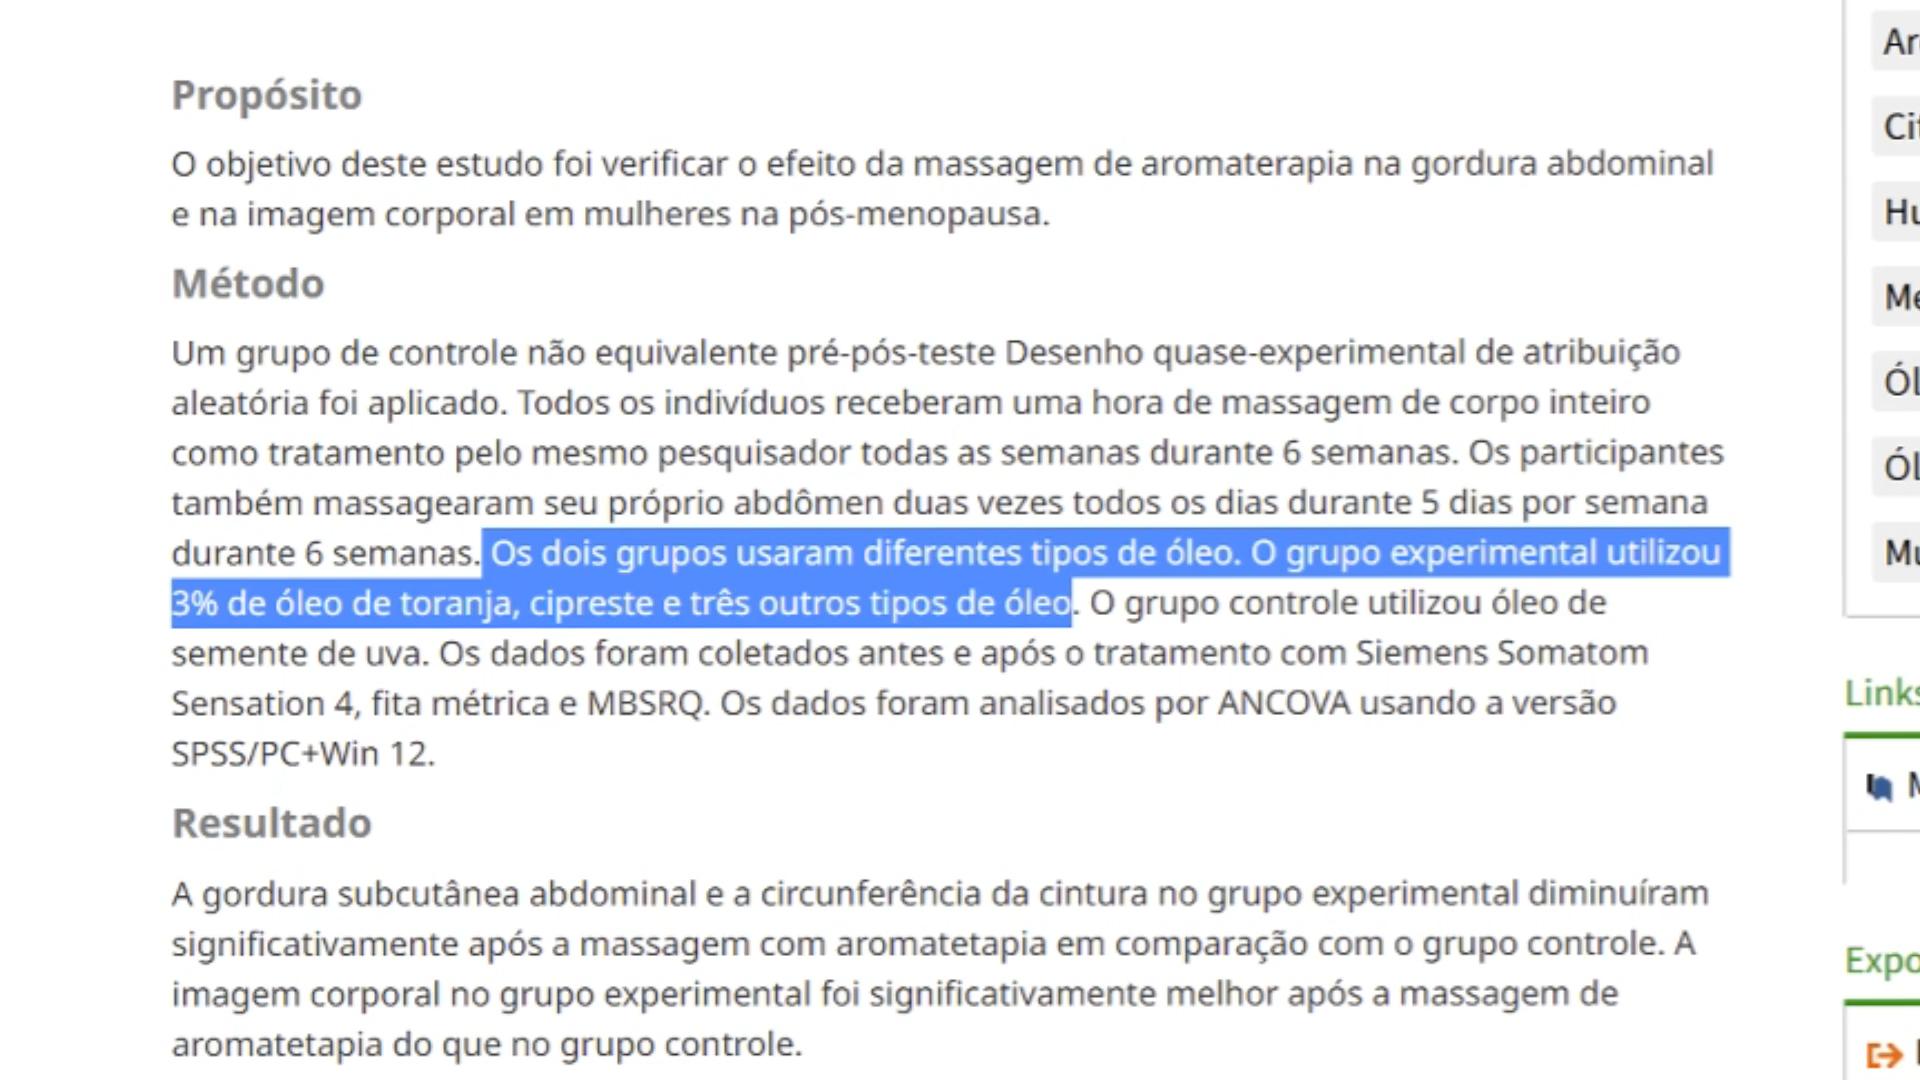 Propósito
O objetivo deste estudo foi verificar o efeito da massagem de aromaterapia na gordura abdominal
e na imagem corporal em mulheres na pós-menopausa.
Método
Um grupo de controle não equivalente pré-pós-teste Desenho quase-experimental de atribuição
aleatória foi aplicado. Todos os indivíduos receberam uma hora de massagem de corpo inteiro
como tratamento pelo mesmo pesquisador todas as semanas durante 6 semanas. Os participantes
também massagearam seu próprio abdômen duas vezes todos os dias durante 5 dias por semana
durante 6 semanas. Os dois grupos usaram diferentes tipos de óleo. O grupo experimental utilizou
3% de óleo de toranja, cipreste e três outros tipos de óleo. O grupo controle utilizou óleo de
semente de uva. Os dados foram coletados antes e após o tratamento com Siemens Somatom
Sensation 4, fita métrica e MBSRQ. Os dados foram analisados por ANCOVA usando a versão
SPSS/PC+Win 12.
Resultado
A gordura subcutânea abdominal e a circunferência da cintura no grupo experimental diminuíram
significativamente após a massagem com aromatetapia em comparação com o grupo controle. A
imagem corporal no grupo experimental foi significativamente melhor após a massagem de
aromatetapia do que no grupo controle.
Links